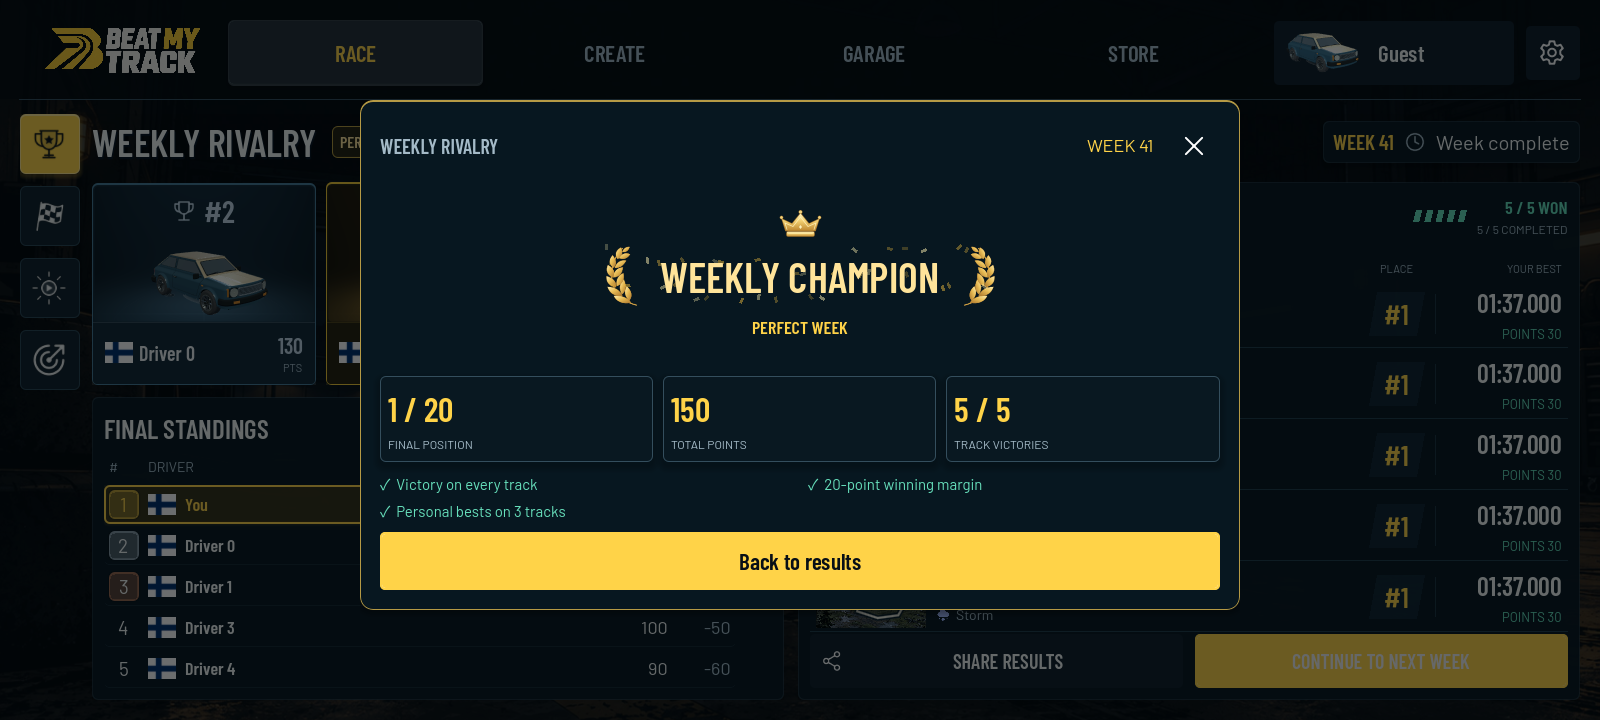 BEAT MY TRACK
RACE
CREATE
GARAGE
STORE
Guest
WEEKLY RIVALRY
WEEK 41
Week complete
#2
Driver 0
130
PTS
FINAL STANDINGS
# DRIVER
1 You
2 Driver 0
3 Driver 1
4 Driver 3 100 -50
5 Driver 4 90 -60
WEEKLY RIVALRY
WEEK 41
WEEKLY CHAMPION
PERFECT WEEK
1 / 20
FINAL POSITION
150
TOTAL POINTS
5 / 5
TRACK VICTORIES
✓ Victory on every track
✓ 20-point winning margin
✓ Personal bests on 3 tracks
Back to results
5 / 5 WON
5 / 5 COMPLETED
PLACE YOUR BEST
#1 01:37.000
POINTS 30
#1 01:37.000
POINTS 30
#1 01:37.000
POINTS 30
#1 01:37.000
POINTS 30
#1 01:37.000
POINTS 30
Storm
SHARE RESULTS
CONTINUE TO NEXT WEEK